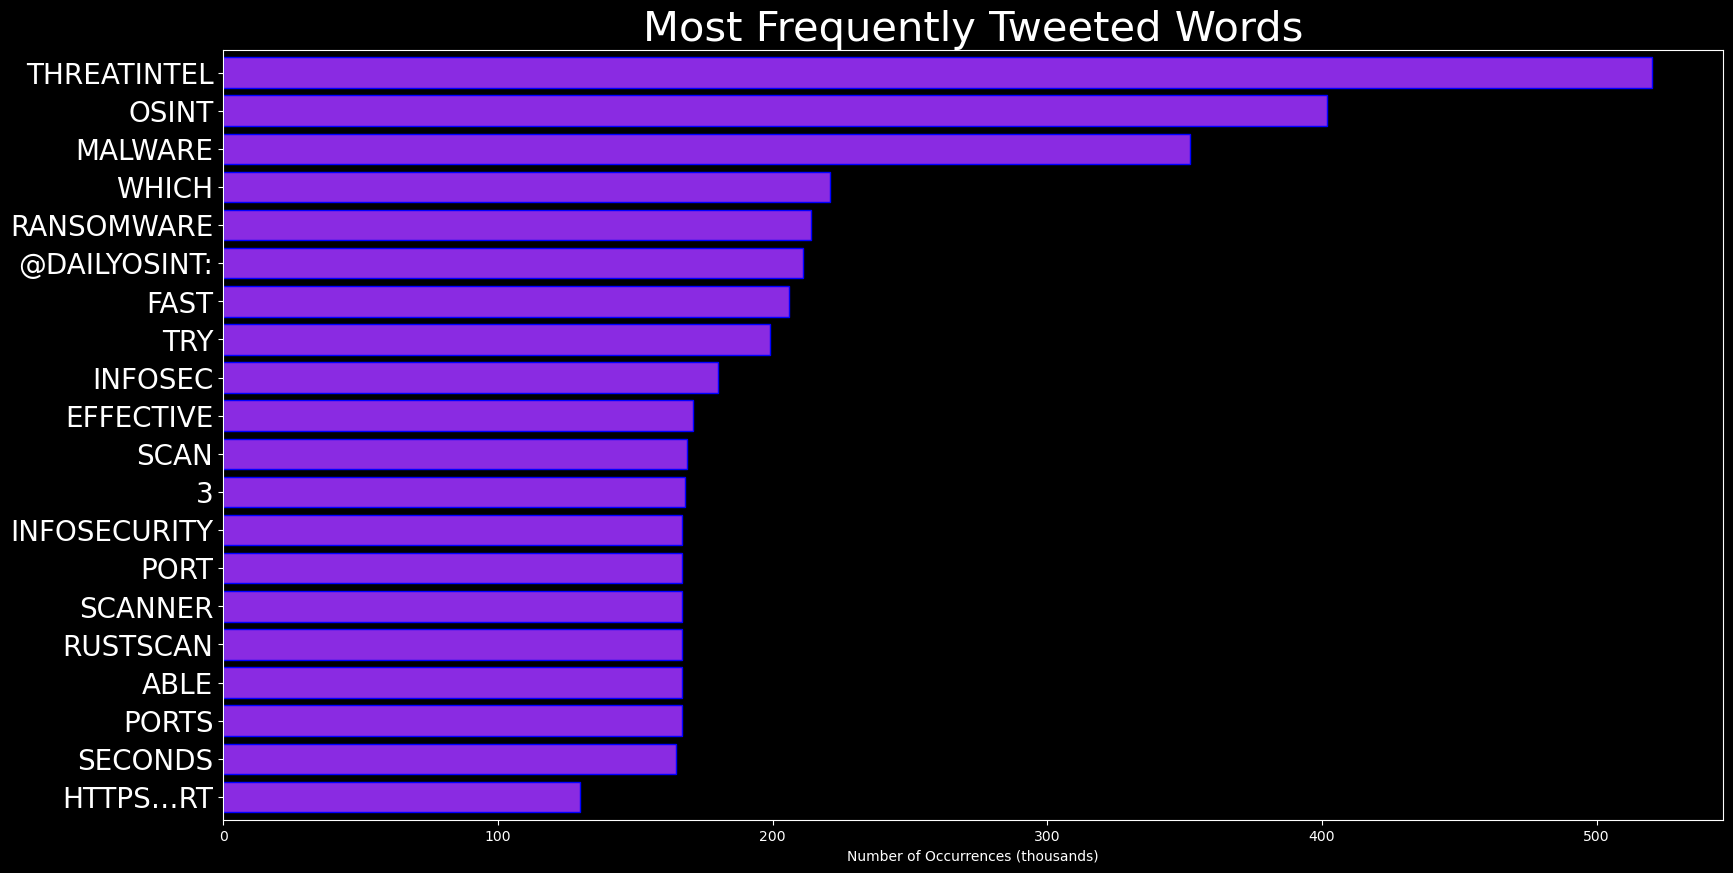 Most Frequently Tweeted Words
THREATINTEL
OSINT
MALWARE
WHICH
RANSOMWARE
@DAILYOSINT:
FAST
TRY
INFOSEC
EFFECTIVE
SCAN
3
INFOSECURITY
PORT
SCANNER
RUSTSCAN
ABLE
PORTS
SECONDS
HTTPS…RT
0 100 200 300 400 500
Number of Occurrences (thousands)